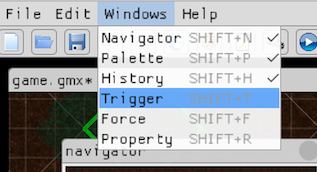 File Edit Windows Help
Navigator SHIFT+N ✓
Palette SHIFT+P ✓
History SHIFT+H ✓
Trigger SHIFT+T
Force SHIFT+F
Property SHIFT+R
game.gmx*
navigator